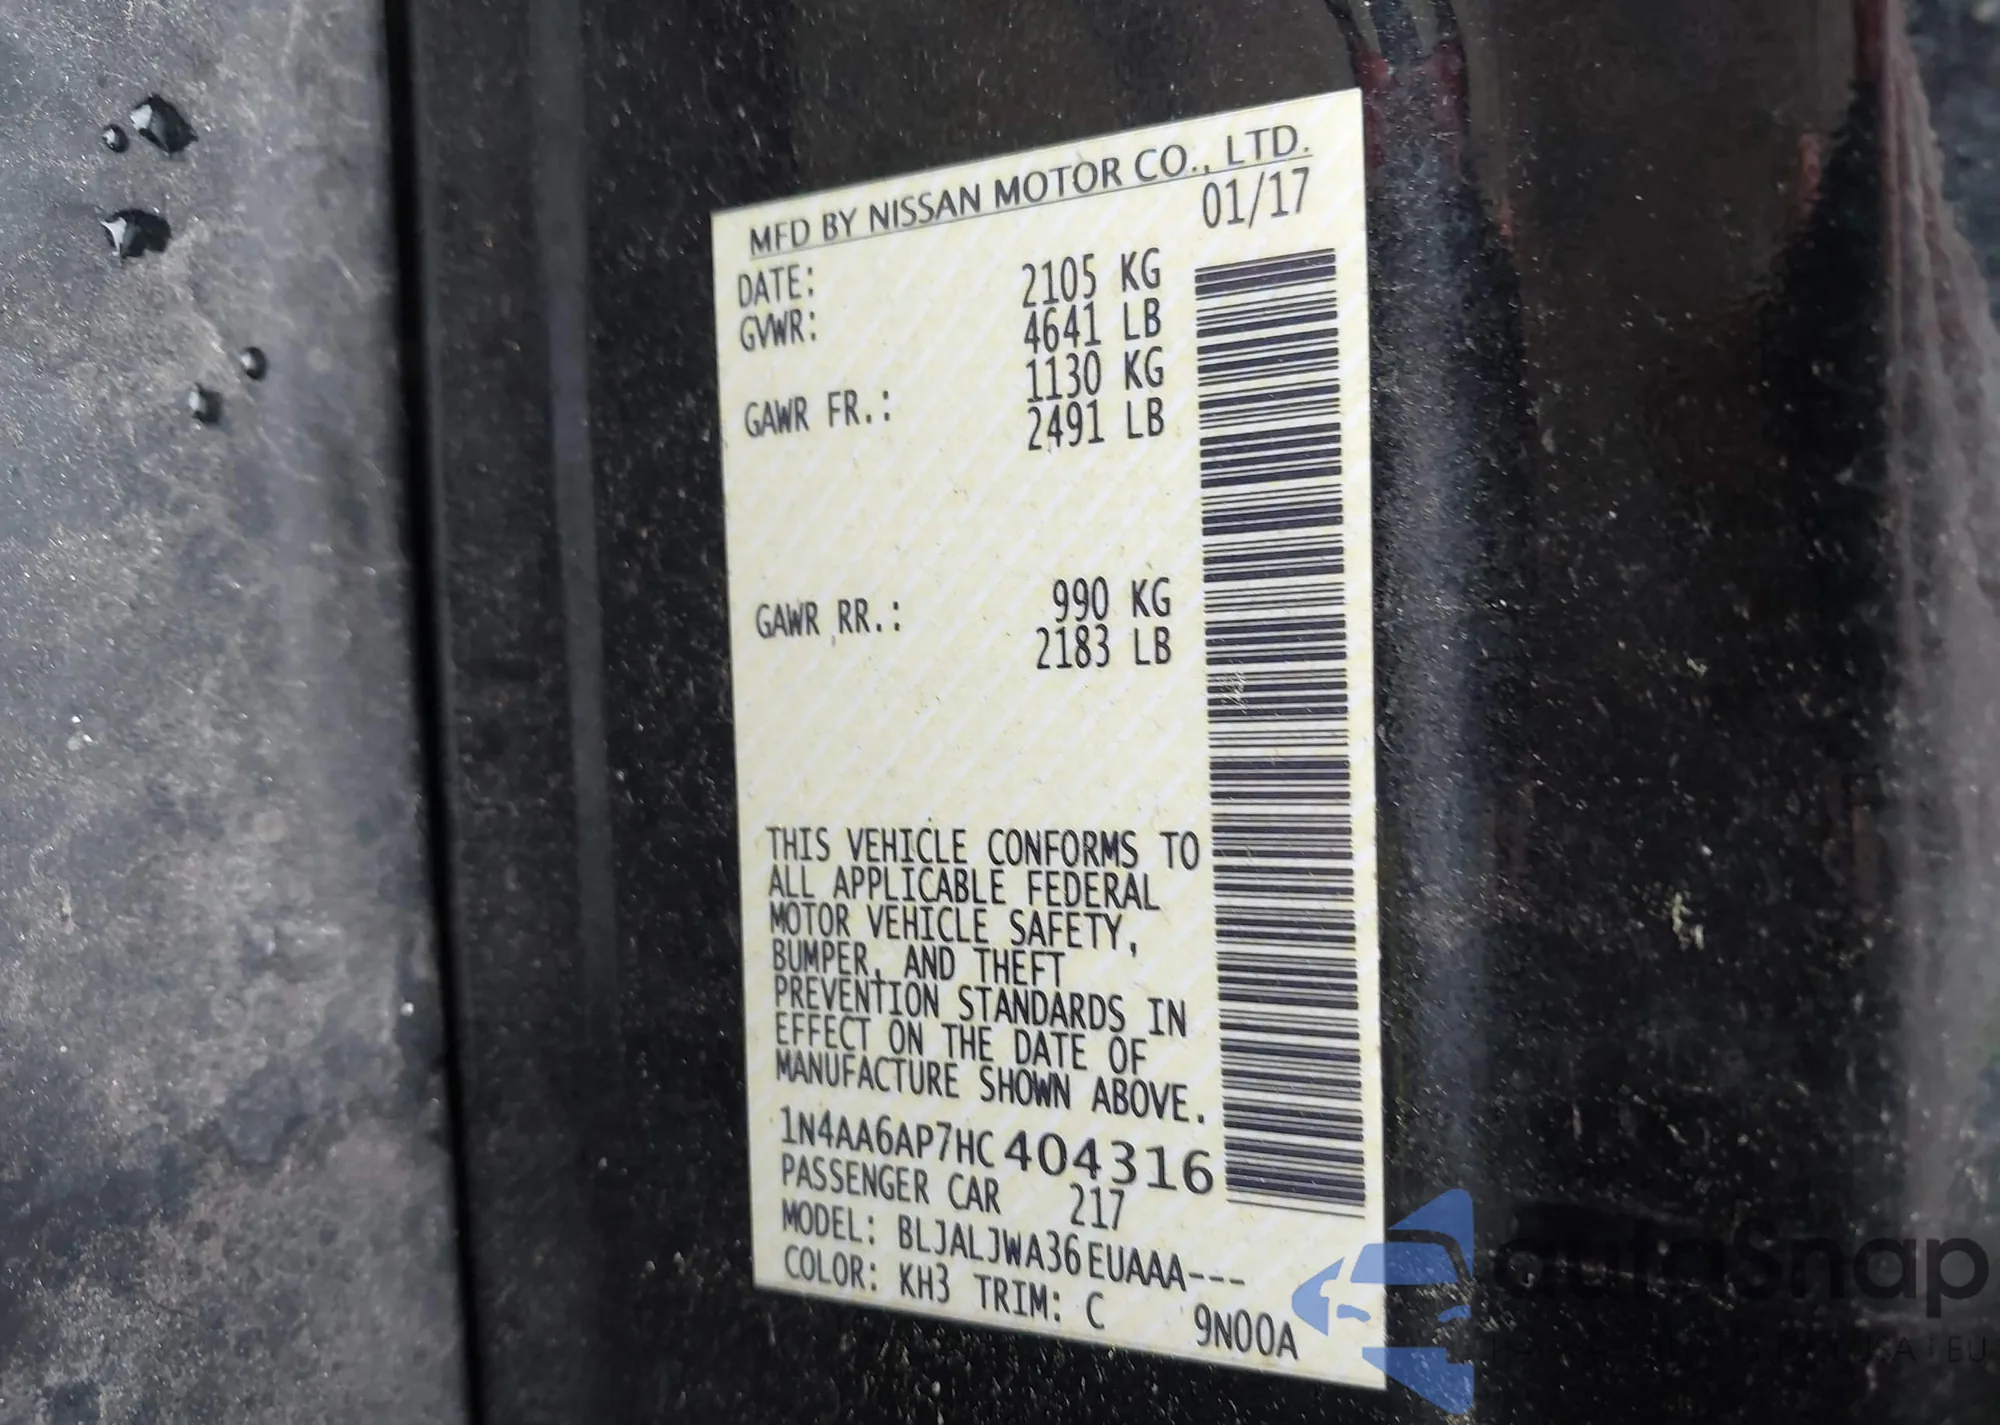 MFD BY NISSAN MOTOR CO., LTD.
DATE: 01/17
GVWR: 2105 KG
4641 LB
GAWR FR.: 1130 KG
2491 LB
GAWR RR.: 990 KG
2183 LB
THIS VEHICLE CONFORMS TO
ALL APPLICABLE FEDERAL
MOTOR VEHICLE SAFETY,
BUMPER, AND THEFT
PREVENTION STANDARDS IN
EFFECT ON THE DATE OF
MANUFACTURE SHOWN ABOVE.
1N4AA6AP7HC404316
PASSENGER CAR 217
MODEL: BLJALJWA36EUAAA---
COLOR: KH3 TRIM: C 9N00A
autoSnap